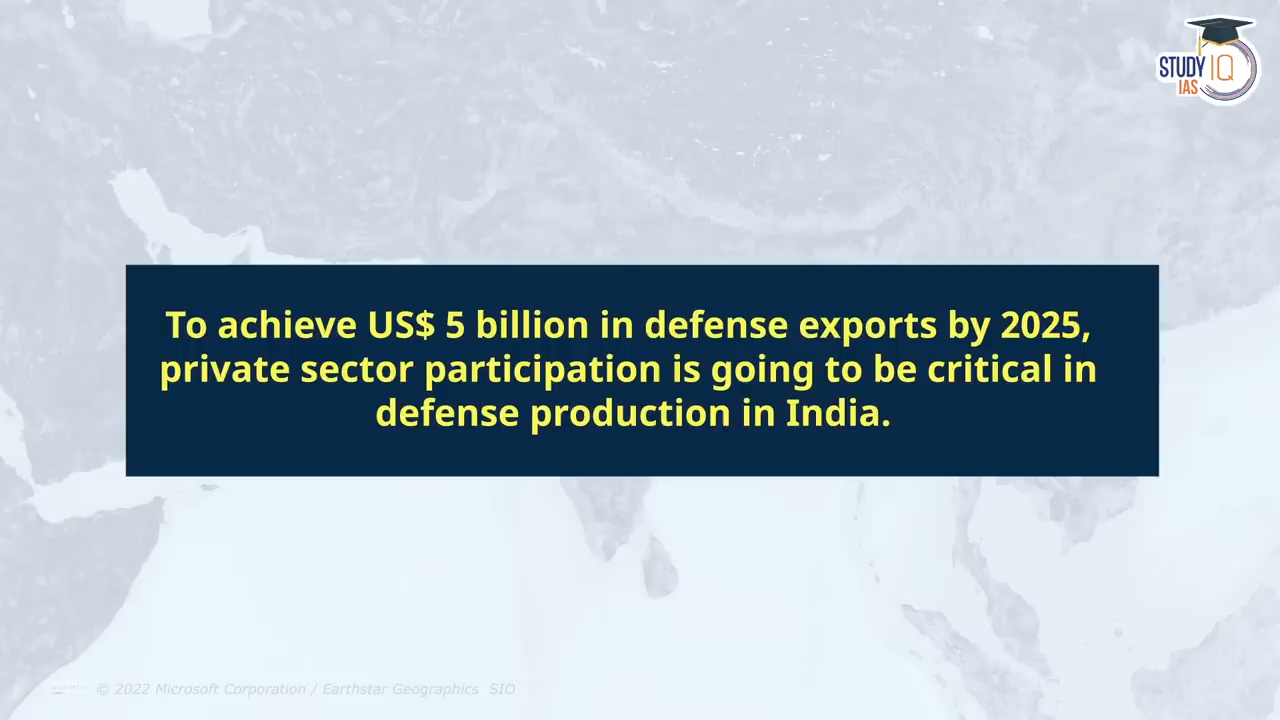 STUDY IQ
IAS
To achieve US$ 5 billion in defense exports by 2025,
private sector participation is going to be critical in
defense production in India.
© 2022 Microsoft Corporation / Earthstar Geographics SIO